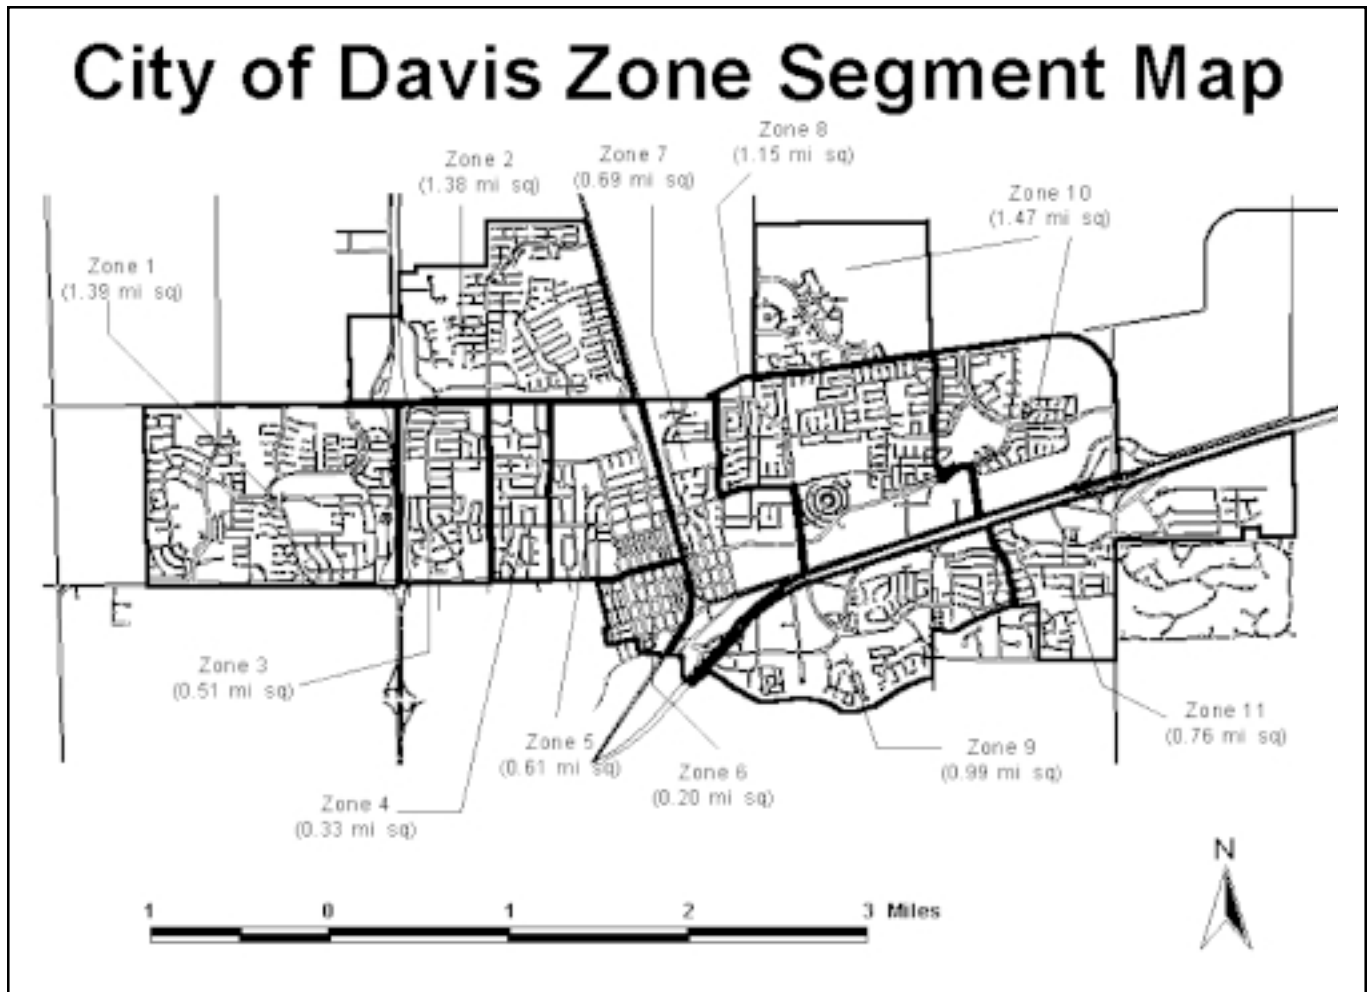 City of Davis Zone Segment Map
Zone 8
(1.15 mi sq)
Zone 7
(0.69 mi sq)
Zone 2
(1.38 mi sq)
Zone 10
(1.47 mi sq)
Zone 1
(1.39 mi sq)
Zone 3
(0.51 mi sq)
Zone 11
(0.76 mi sq)
Zone 5
(0.61 mi sq)
Zone 9
(0.99 mi sq)
Zone 6
(0.20 mi sq)
Zone 4
(0.33 mi sq)
N
1 0 1 2 3 Miles